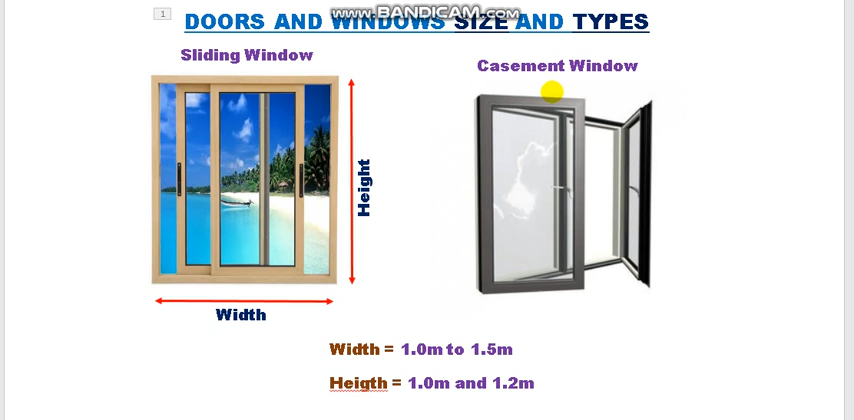 1
www.BANDICAM.com
DOORS AND WINDOWS SIZE AND TYPES
Sliding Window
Casement Window
Height
Width
Width = 1.0m to 1.5m
Heigth = 1.0m and 1.2m